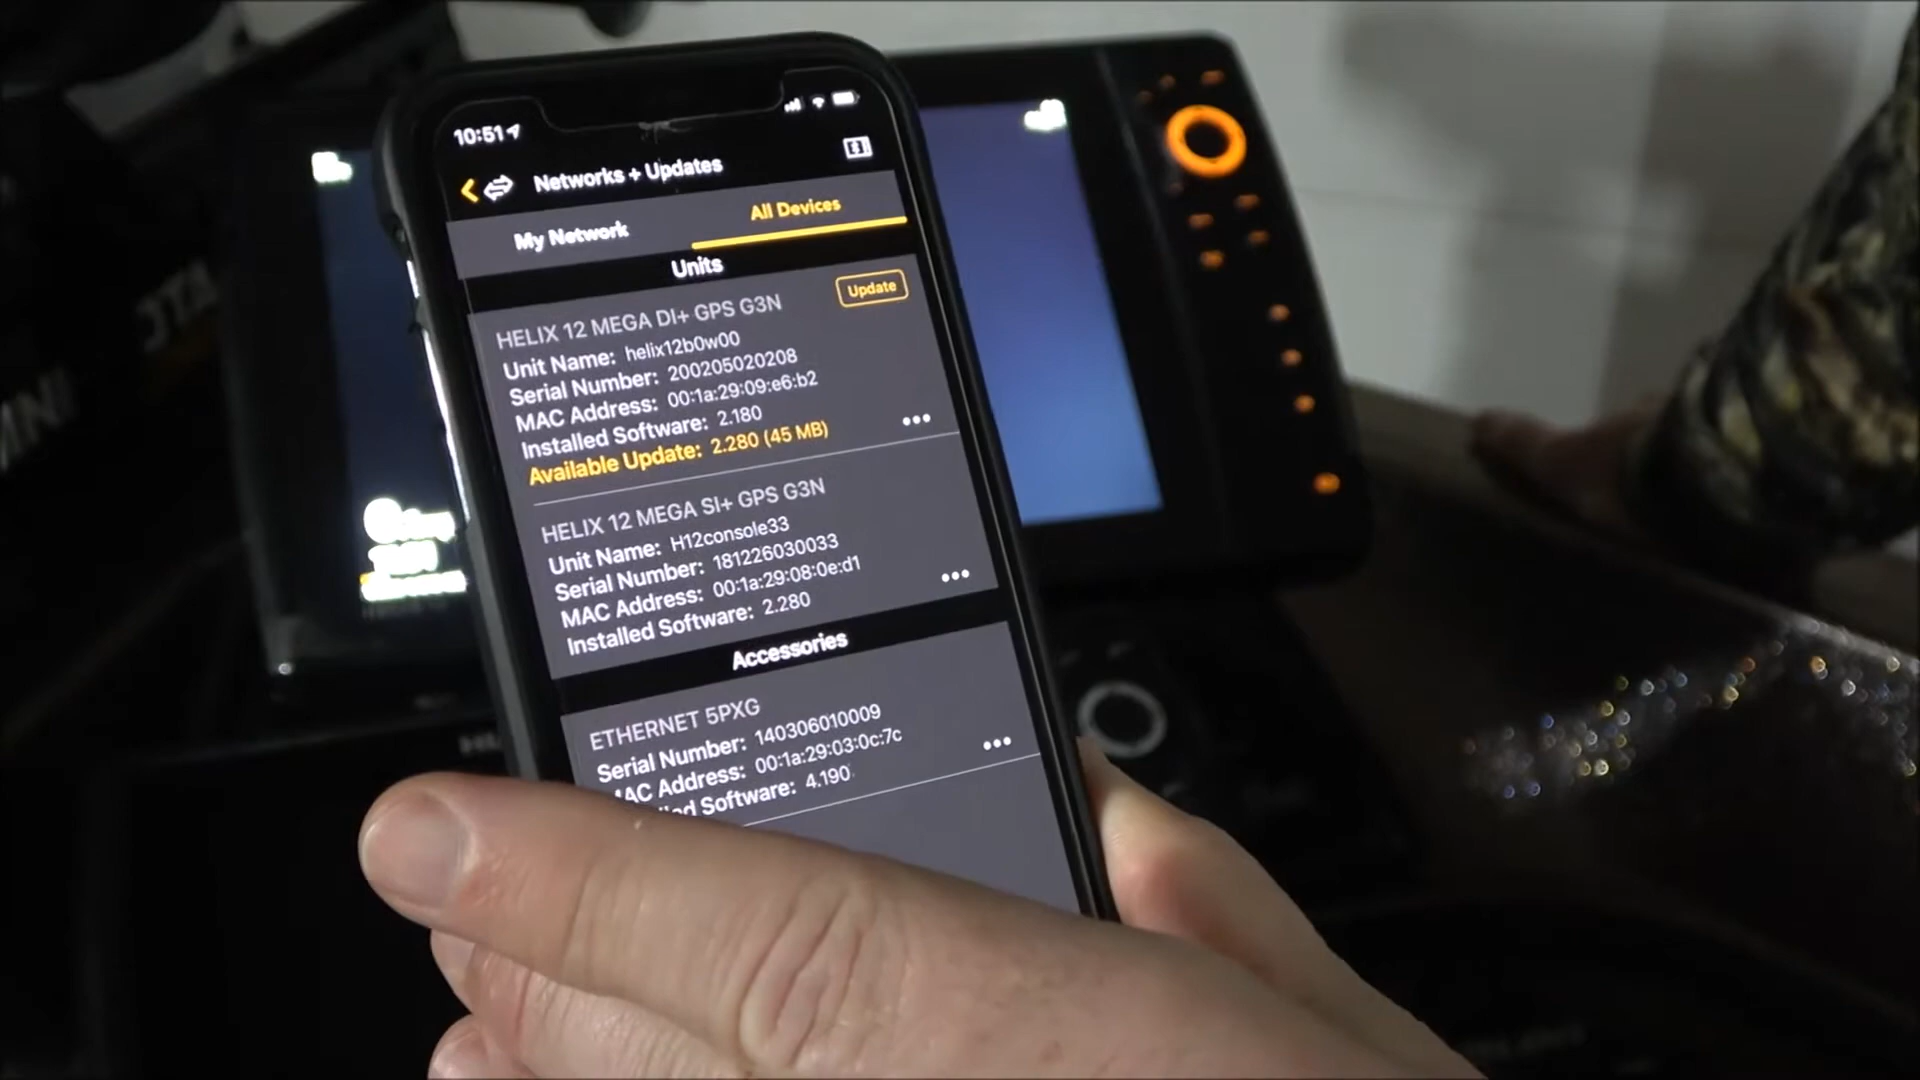 10:51
Networks + Updates
My Network
All Devices
Units
HELIX 12 MEGA DI+ GPS G3N
Update
Unit Name: helix12b0w00
Serial Number: 200205020208
MAC Address: 00:1a:29:09:e6:b2
Installed Software: 2.180
Available Update: 2.280 (45 MB)
HELIX 12 MEGA SI+ GPS G3N
Unit Name: H12console33
Serial Number: 181226030033
MAC Address: 00:1a:29:08:0e:d1
Installed Software: 2.280
Accessories
ETHERNET 5PXG
Serial Number: 140306010009
MAC Address: 00:1a:29:03:0c:7c
Software: 4.190